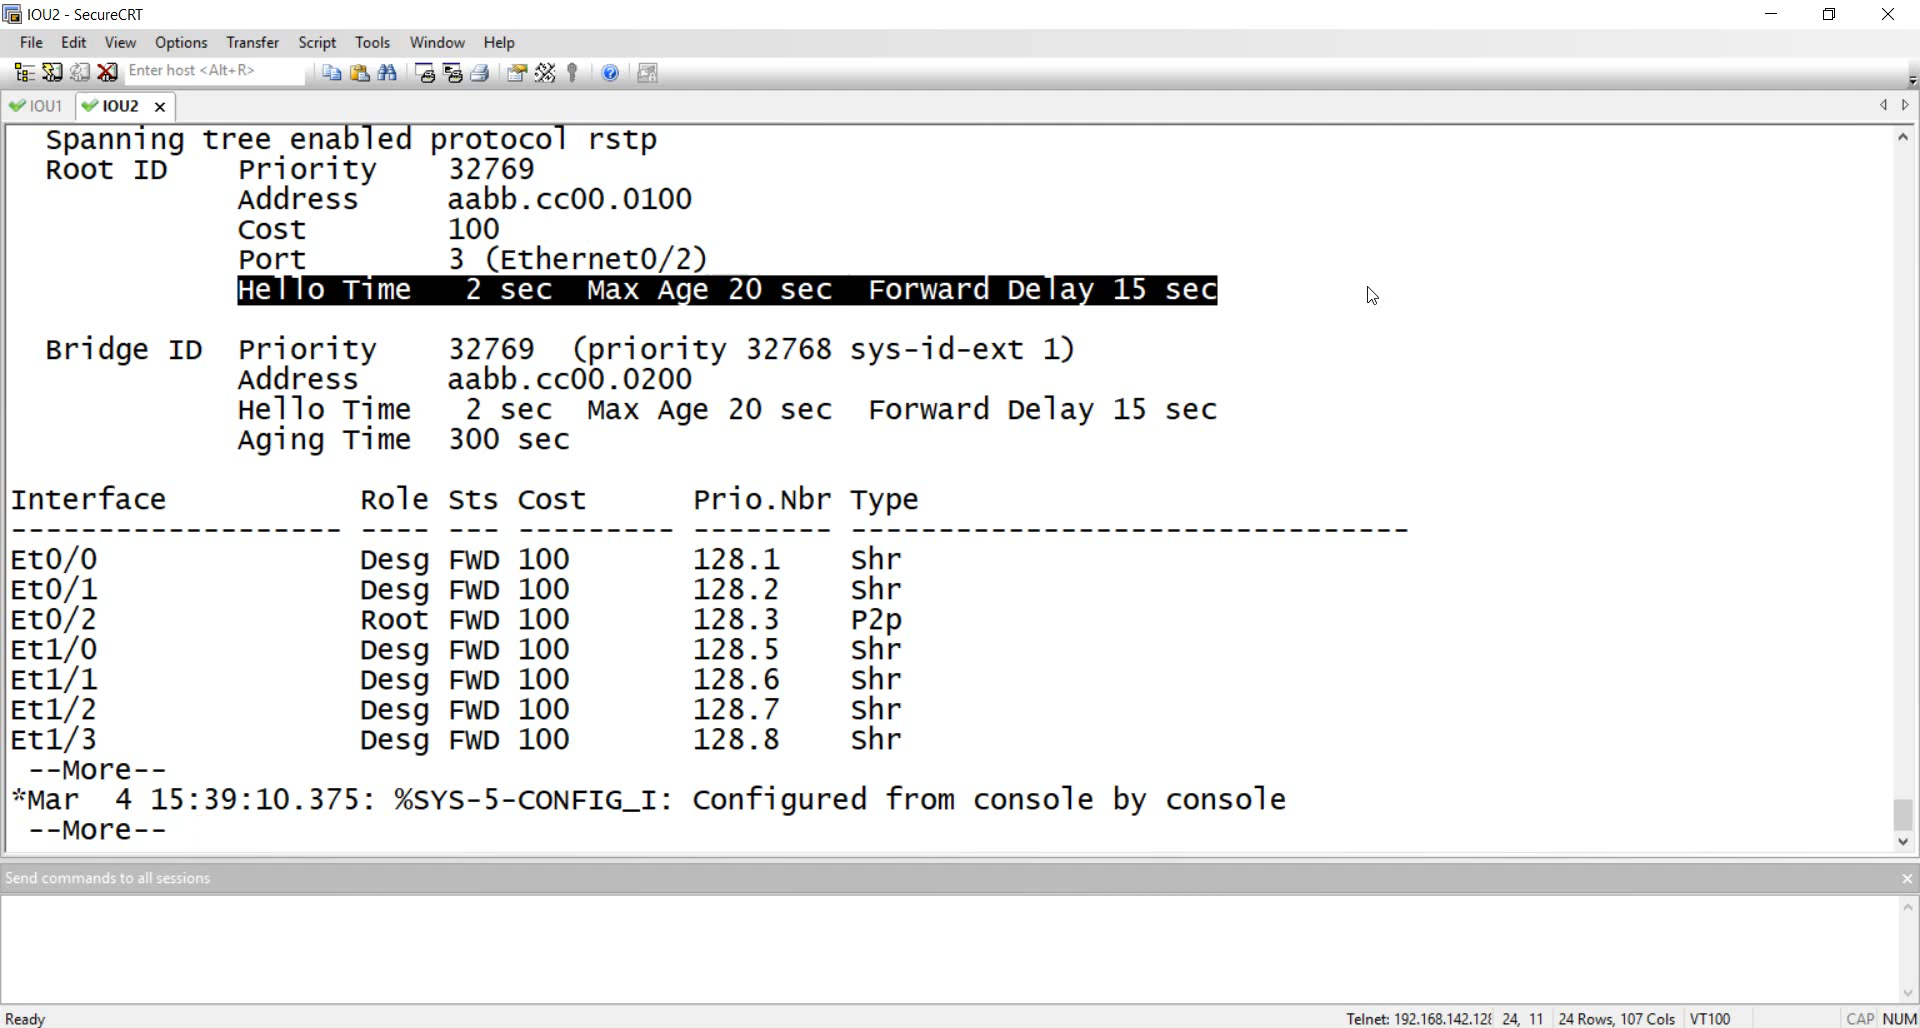 IOU2 - SecureCRT
File Edit View Options Transfer Script Tools Window Help
Enter host <Alt+R>
IOU1 IOU2
Spanning tree enabled protocol rstp
Root ID Priority 32769
Address aabb.cc00.0100
Cost 100
Port 3 (Ethernet0/2)
Hello Time 2 sec Max Age 20 sec Forward Delay 15 sec
Bridge ID Priority 32769 (priority 32768 sys-id-ext 1)
Address aabb.cc00.0200
Hello Time 2 sec Max Age 20 sec Forward Delay 15 sec
Aging Time 300 sec
Interface Role Sts Cost Prio.Nbr Type
------------------- ---- --- --------- -------- --------------------------------
Et0/0 Desg FWD 100 128.1 Shr
Et0/1 Desg FWD 100 128.2 Shr
Et0/2 Root FWD 100 128.3 P2p
Et1/0 Desg FWD 100 128.5 Shr
Et1/1 Desg FWD 100 128.6 Shr
Et1/2 Desg FWD 100 128.7 Shr
Et1/3 Desg FWD 100 128.8 Shr
--More--
*Mar 4 15:39:10.375: %SYS-5-CONFIG_I: Configured from console by console
--More--
Send commands to all sessions
Ready Telnet: 192.168.142.128 24, 11 24 Rows, 107 Cols VT100 CAP NUM